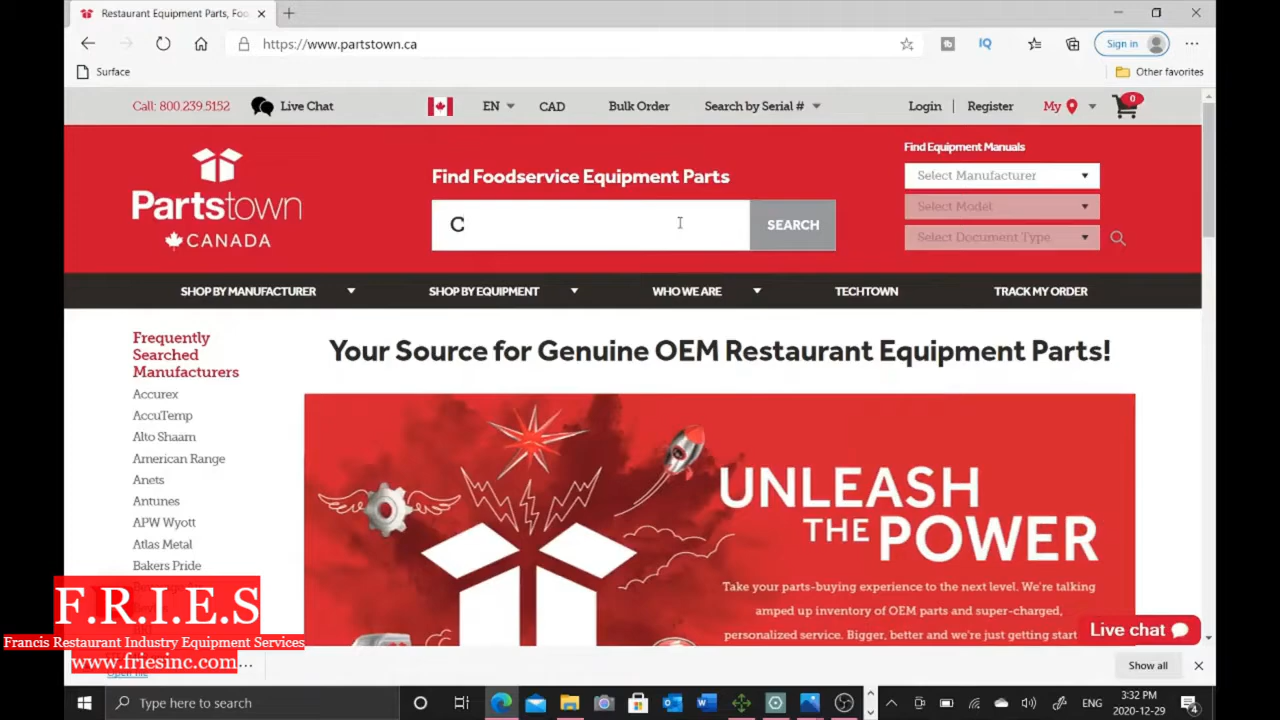 Restaurant Equipment Parts, Foo
https://www.partstown.ca
Sign in
Surface
Other favorites
Call: 800.239.5152
Live Chat
EN
CAD
Bulk Order
Search by Serial #
Login
Register
My
0
Partstown
CANADA
Find Foodservice Equipment Parts
C
SEARCH
Find Equipment Manuals
Select Manufacturer
Select Model
Select Document Type
SHOP BY MANUFACTURER
SHOP BY EQUIPMENT
WHO WE ARE
TECHTOWN
TRACK MY ORDER
Frequently
Searched
Manufacturers
Accurex
AccuTemp
Alto Shaam
American Range
Anets
Antunes
APW Wyott
Atlas Metal
Bakers Pride
Your Source for Genuine OEM Restaurant Equipment Parts!
UNLEASH
THE POWER
Take your parts-buying experience to the next level. We're talking
amped up inventory of OEM parts and super-charged,
personalized service. Bigger, better and we're just getting start
Live chat
F.R.I.E.S
Francis Restaurant Industry Equipment Services
www.friesinc.com
Open file
Show all
Type here to search
IQ
ENG
3:32 PM
2020-12-29
4